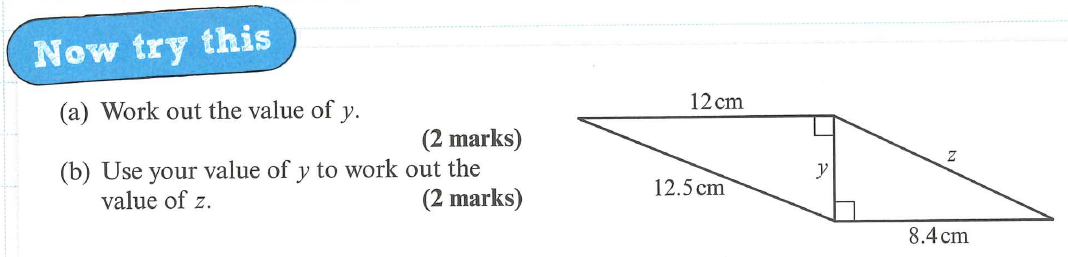 Now try this
(a) Work out the value of y.
(2 marks)
(b) Use your value of y to work out the
value of z.
(2 marks)
12 cm
z
y
12.5 cm
8.4 cm